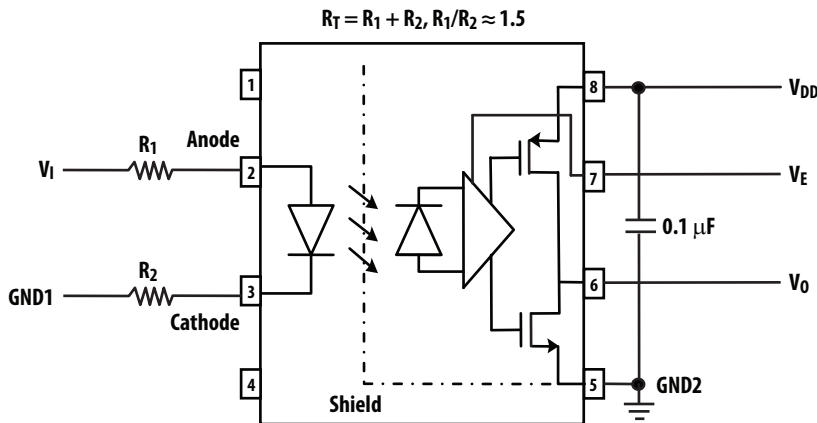 R_T = R_1 + R_2, R_1/R_2 ≈ 1.5
1
8
V_DD
R_1
Anode
V_I
2
7
V_E
0.1 μF
R_2
GND1
3
6
V_O
Cathode
4
Shield
5
GND2